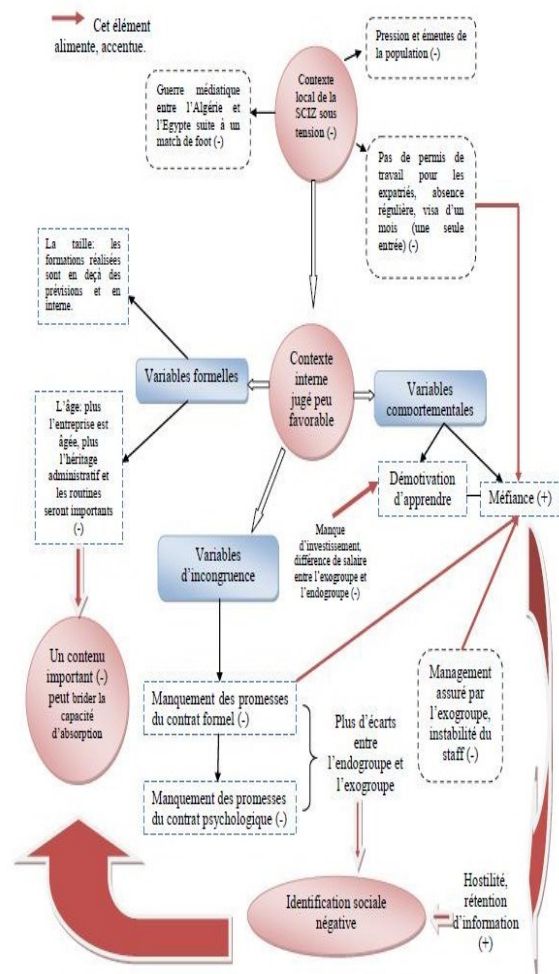 Cet élément
alimente, accentue.
Pression et émeutes de
la population (-)
Contexte
local de la
SCIZ sous
tension (-)
Guerre médiatique
entre l'Algérie et
l'Egypte suite à un
match de foot (-)
Pas de permis de
travail pour les
expatriés, absence
régulière, visa d'un
mois (une seule
entrée) (-)
La taille: les
formations réalisées
sont en deçà des
prévisions et en
interne.
Contexte
interne
jugé peu
favorable
Variables formelles
Variables
comportementales
L'âge: plus
l'entreprise est
âgée, plus
l'héritage
administratif et
les routines
seront importants
(-)
Démotivation
d'apprendre
Méfiance (+)
Manque
d'investissement,
différence de salaire
entre l'exogroupe et
l'endogroupe (-)
Variables
d'incongruence
Un contenu
important (-)
peut brider la
capacité
d'absorption
Manquement des promesses
du contrat formel (-)
Plus d'écarts
entre
l'endogroupe et
l'exogroupe
Management
assuré par
l'exogroupe,
instabilité du
staff (-)
Manquement des promesses
du contrat psychologique (-)
Identification sociale
négative
Hostilité,
rétention
d'information
(+)